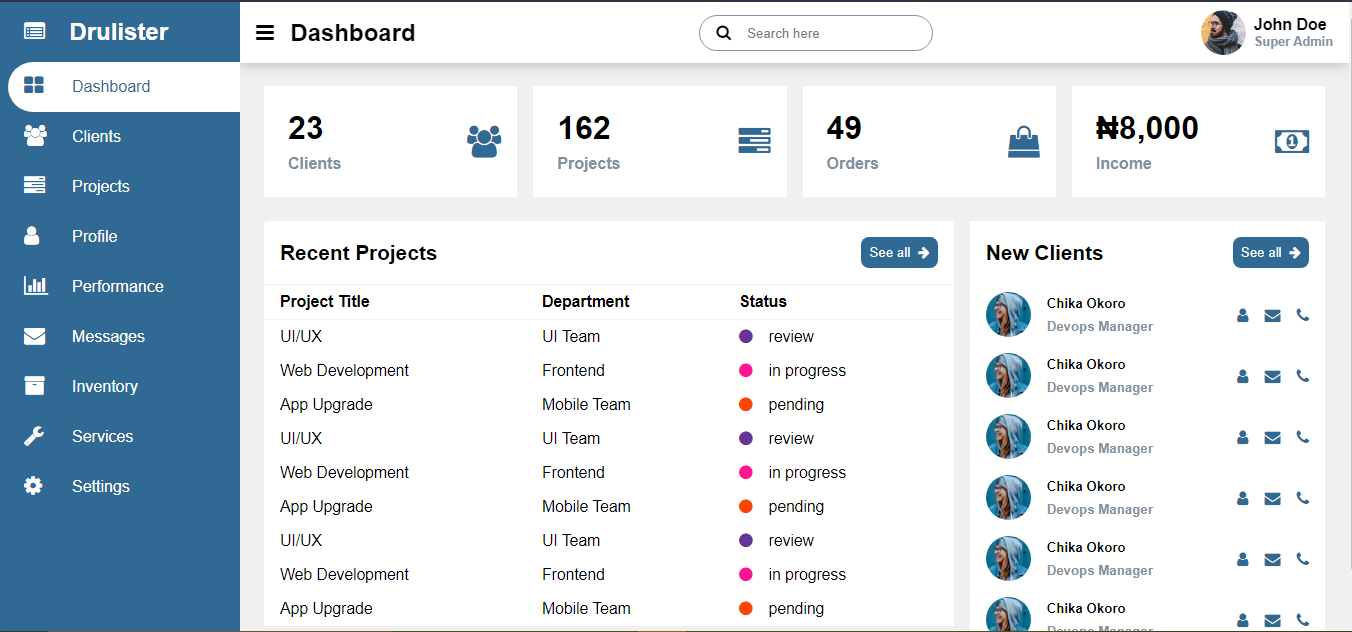 Drulister
Dashboard
Clients
Projects
Profile
Performance
Messages
Inventory
Services
Settings
Dashboard
Search here
John Doe
Super Admin
23
Clients
162
Projects
49
Orders
₦8,000
Income
1
Recent Projects
See all
Project Title Department Status
UI/UX UI Team review
Web Development Frontend in progress
App Upgrade Mobile Team pending
UI/UX UI Team review
Web Development Frontend in progress
App Upgrade Mobile Team pending
UI/UX UI Team review
Web Development Frontend in progress
App Upgrade Mobile Team pending
New Clients
See all
Chika Okoro
Devops Manager
Chika Okoro
Devops Manager
Chika Okoro
Devops Manager
Chika Okoro
Devops Manager
Chika Okoro
Devops Manager
Chika Okoro
Devops Manager